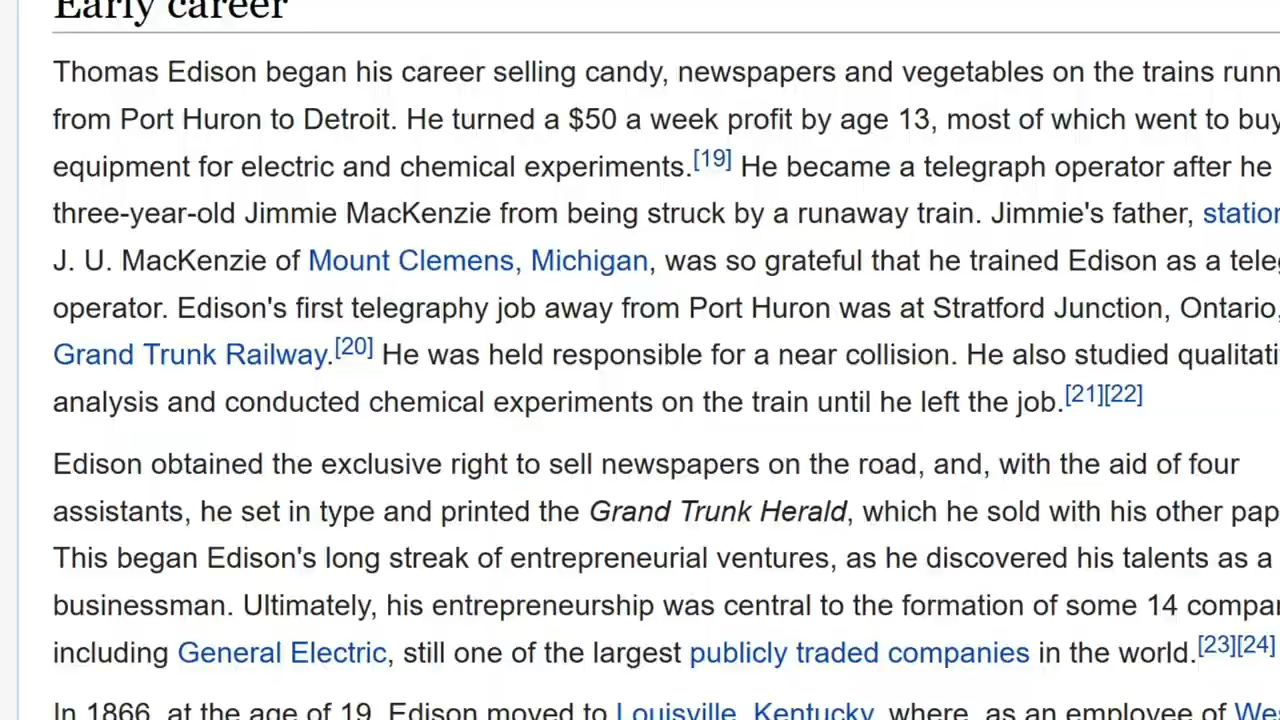 Early career
Thomas Edison began his career selling candy, newspapers and vegetables on the trains runn
from Port Huron to Detroit. He turned a $50 a week profit by age 13, most of which went to buy
equipment for electric and chemical experiments.[19] He became a telegraph operator after he
three-year-old Jimmie MacKenzie from being struck by a runaway train. Jimmie's father, station
J. U. MacKenzie of Mount Clemens, Michigan, was so grateful that he trained Edison as a teleg
operator. Edison's first telegraphy job away from Port Huron was at Stratford Junction, Ontario,
Grand Trunk Railway.[20] He was held responsible for a near collision. He also studied qualitati
analysis and conducted chemical experiments on the train until he left the job.[21][22]
Edison obtained the exclusive right to sell newspapers on the road, and, with the aid of four
assistants, he set in type and printed the Grand Trunk Herald, which he sold with his other pap
This began Edison's long streak of entrepreneurial ventures, as he discovered his talents as a
businessman. Ultimately, his entrepreneurship was central to the formation of some 14 compan
including General Electric, still one of the largest publicly traded companies in the world.[23][24]
In 1866, at the age of 19, Edison moved to Louisville, Kentucky, where, as an employee of Wes